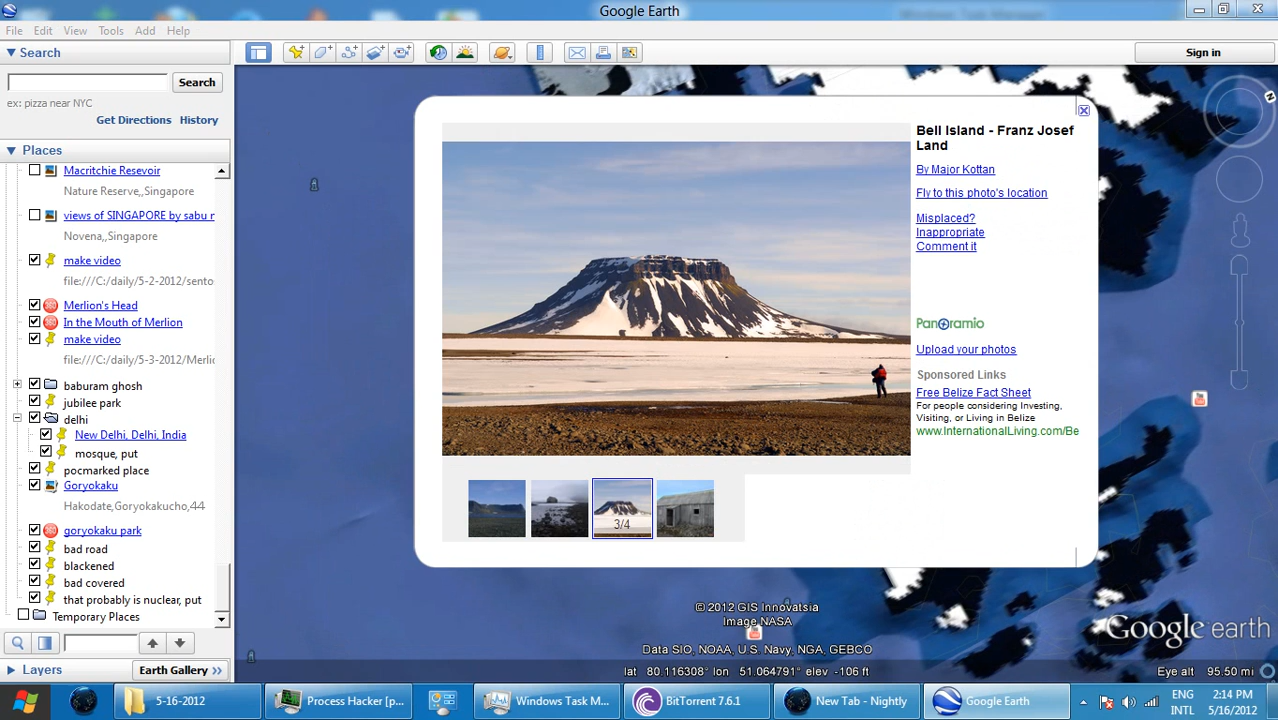 Google Earth
File Edit View Tools Add Help
Search
Sign in
Search
ex: pizza near NYC
Get Directions History
Places
Macritchie Resevoir
Nature Reserve,,Singapore
views of SINGAPORE by sabu r
Novena,,Singapore
make video
file:///C:/daily/5-2-2012/sento
Merlion's Head
In the Mouth of Merlion
make video
file:///C:/daily/5-3-2012/Merlic
baburam ghosh
jubilee park
delhi
New Delhi, Delhi, India
mosque, put
pocmarked place
Goryokaku
Hakodate,Goryokakucho,44
goryokaku park
bad road
blackened
bad covered
that probably is nuclear, put
Temporary Places
Layers
Earth Gallery >>
Bell Island - Franz Josef
Land
By Major Kottan
Fly to this photo's location
Misplaced?
Inappropriate
Comment it
Panoramio
Upload your photos
Sponsored Links
Free Belize Fact Sheet
For people considering Investing,
Visiting, or Living in Belize
www.InternationalLiving.com/Be
3/4
N
© 2012 GIS Innovatsia
Image NASA
Data SIO, NOAA, U.S. Navy, NGA, GEBCO
Google earth
lat 80.116308° lon 51.064791° elev -106 ft
Eye alt 95.50 mi
5-16-2012
Process Hacker [p...
Windows Task M...
BitTorrent 7.6.1
New Tab - Nightly
Google Earth
ENG
INTL
2:14 PM
5/16/2012